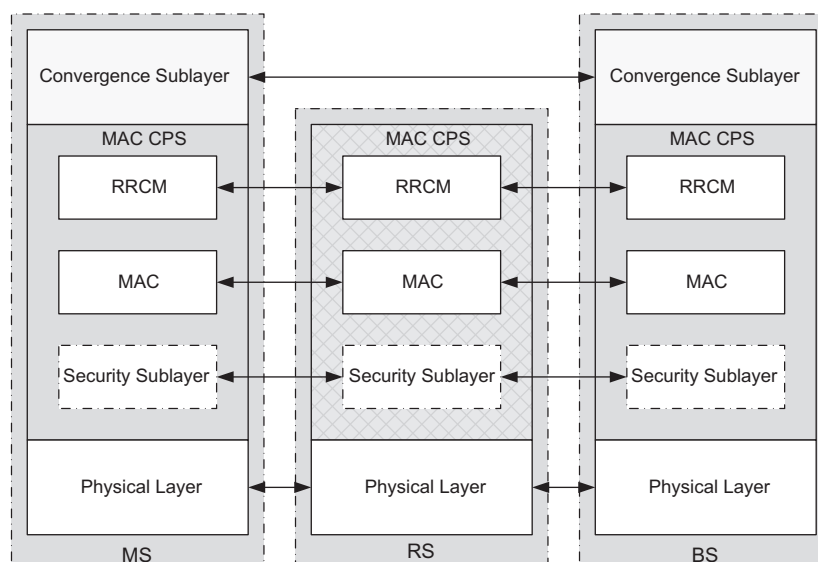 Convergence Sublayer
Convergence Sublayer
MAC CPS
MAC CPS
MAC CPS
RRCM
RRCM
RRCM
MAC
MAC
MAC
Security Sublayer
Security Sublayer
Security Sublayer
Physical Layer
Physical Layer
Physical Layer
MS
RS
BS